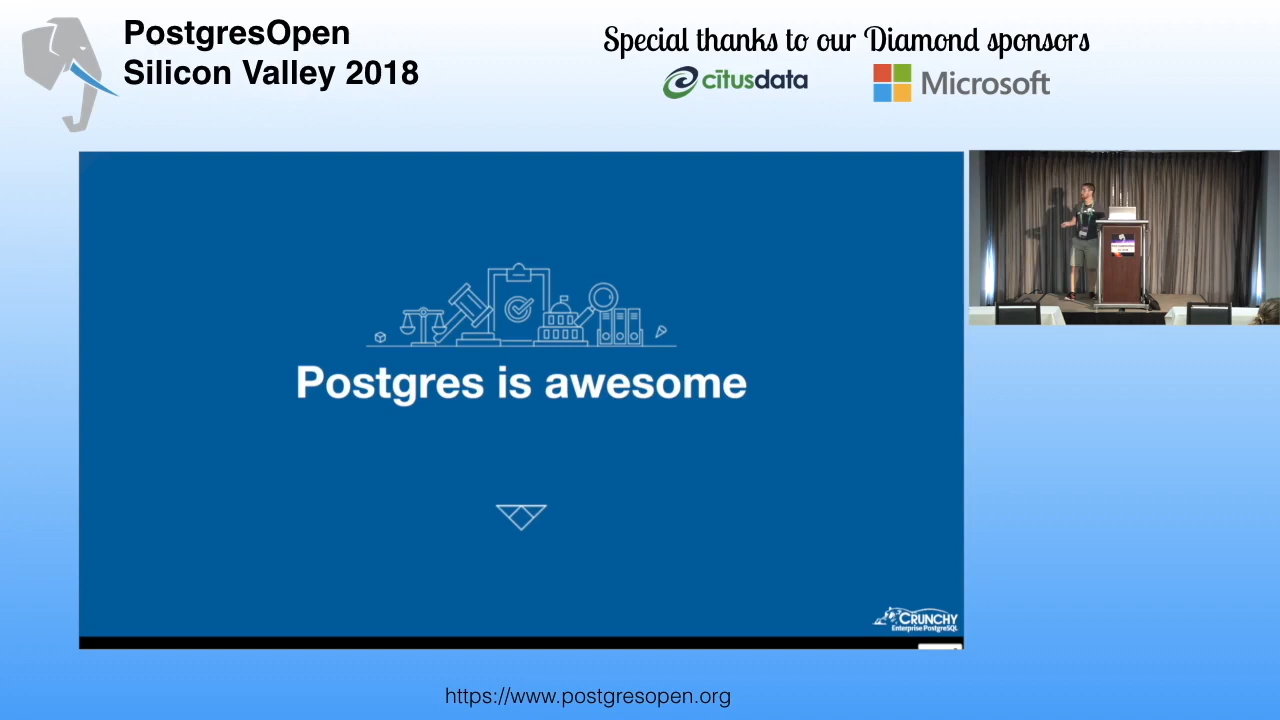 PostgresOpen
Silicon Valley 2018
Special thanks to our Diamond sponsors
citusdata
Microsoft
Postgres is awesome
CRUNCHY
Enterprise PostgreSQL
https://www.postgresopen.org